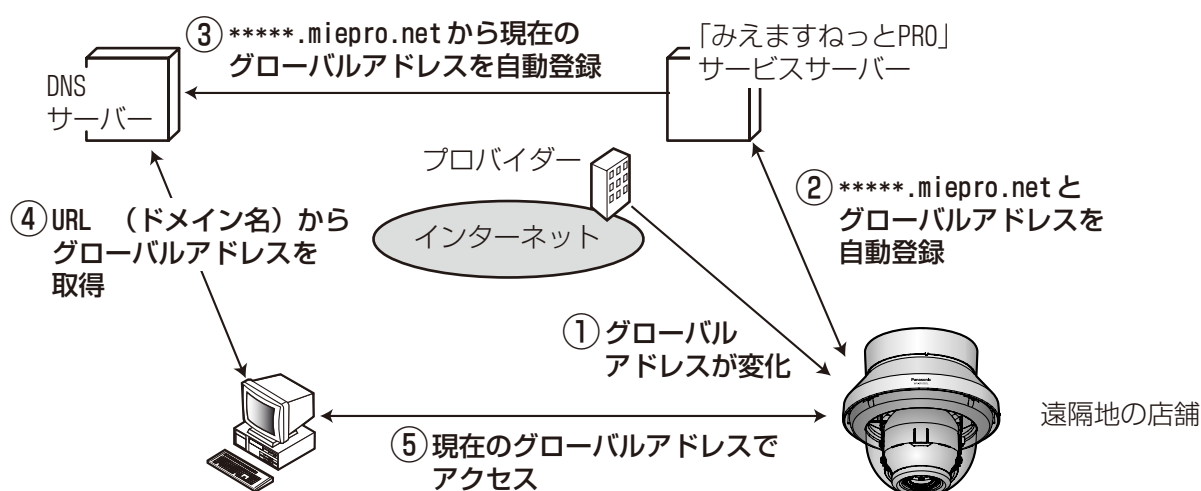 ③*****.miepro.netから現在の
グローバルアドレスを自動登録
「みえますねっとPRO」
サービスサーバー
DNS
サーバー
プロバイダー
インターネット
②*****.miepro.netと
グローバルアドレスを
自動登録
④URL （ドメイン名）から
グローバルアドレスを
取得
①グローバル
アドレスが変化
Panasonic
遠隔地の店舗
⑤現在のグローバルアドレスで
アクセス